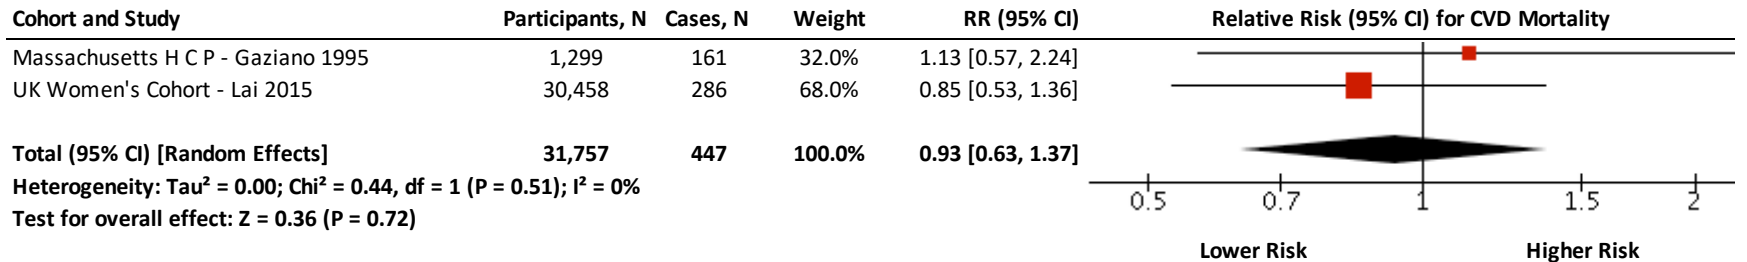 Cohort and Study Participants, N Cases, N Weight RR (95% CI) Relative Risk (95% CI) for CVD Mortality
Massachusetts H C P - Gaziano 1995 1,299 161 32.0% 1.13 [0.57, 2.24]
UK Women's Cohort - Lai 2015 30,458 286 68.0% 0.85 [0.53, 1.36]
Total (95% CI) [Random Effects] 31,757 447 100.0% 0.93 [0.63, 1.37]
Heterogeneity: Tau² = 0.00; Chi² = 0.44, df = 1 (P = 0.51); I² = 0%
0.5 0.7 1 1.5 2
Test for overall effect: Z = 0.36 (P = 0.72)
Lower Risk Higher Risk